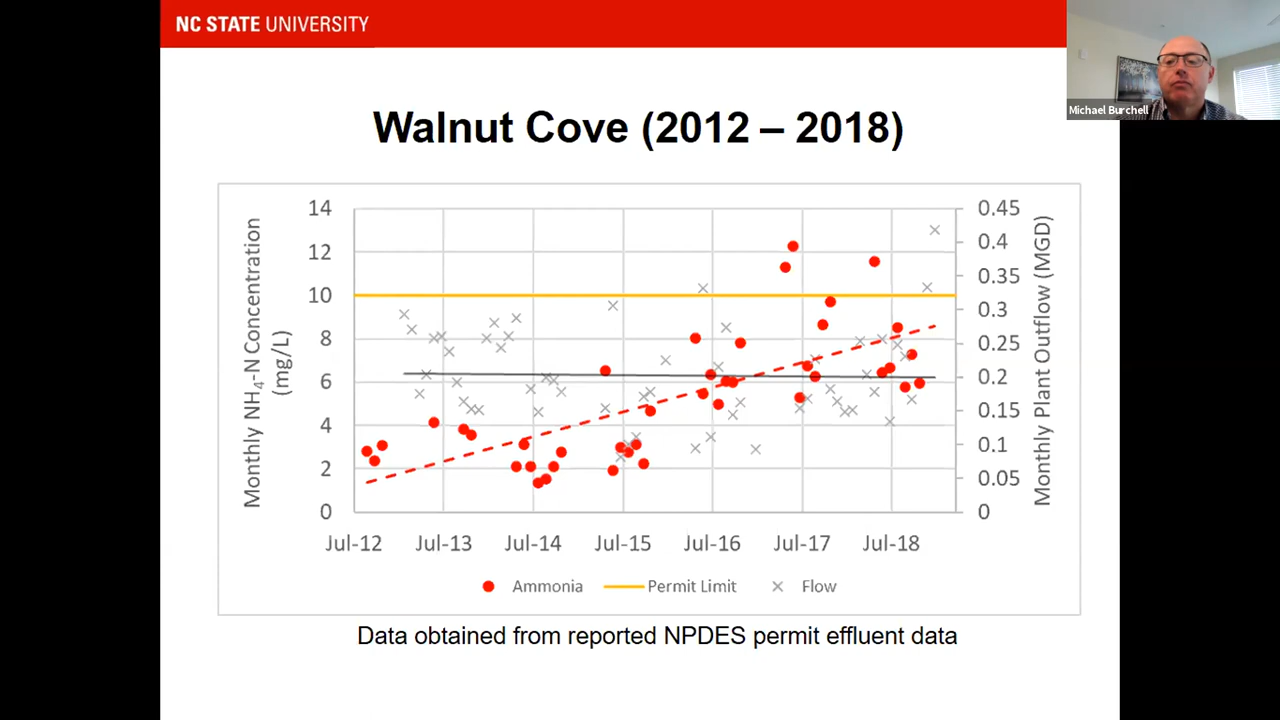 NC STATE UNIVERSITY
Michael Burchell
Walnut Cove (2012 – 2018)
Monthly NH4-N Concentration
(mg/L)
14
12
10
8
6
4
2
0
0.45
0.4
0.35
0.3
0.25
0.2
0.15
0.1
0.05
0
Monthly Plant Outflow (MGD)
Jul-12 Jul-13 Jul-14 Jul-15 Jul-16 Jul-17 Jul-18
Ammonia Permit Limit Flow
Data obtained from reported NPDES permit effluent data